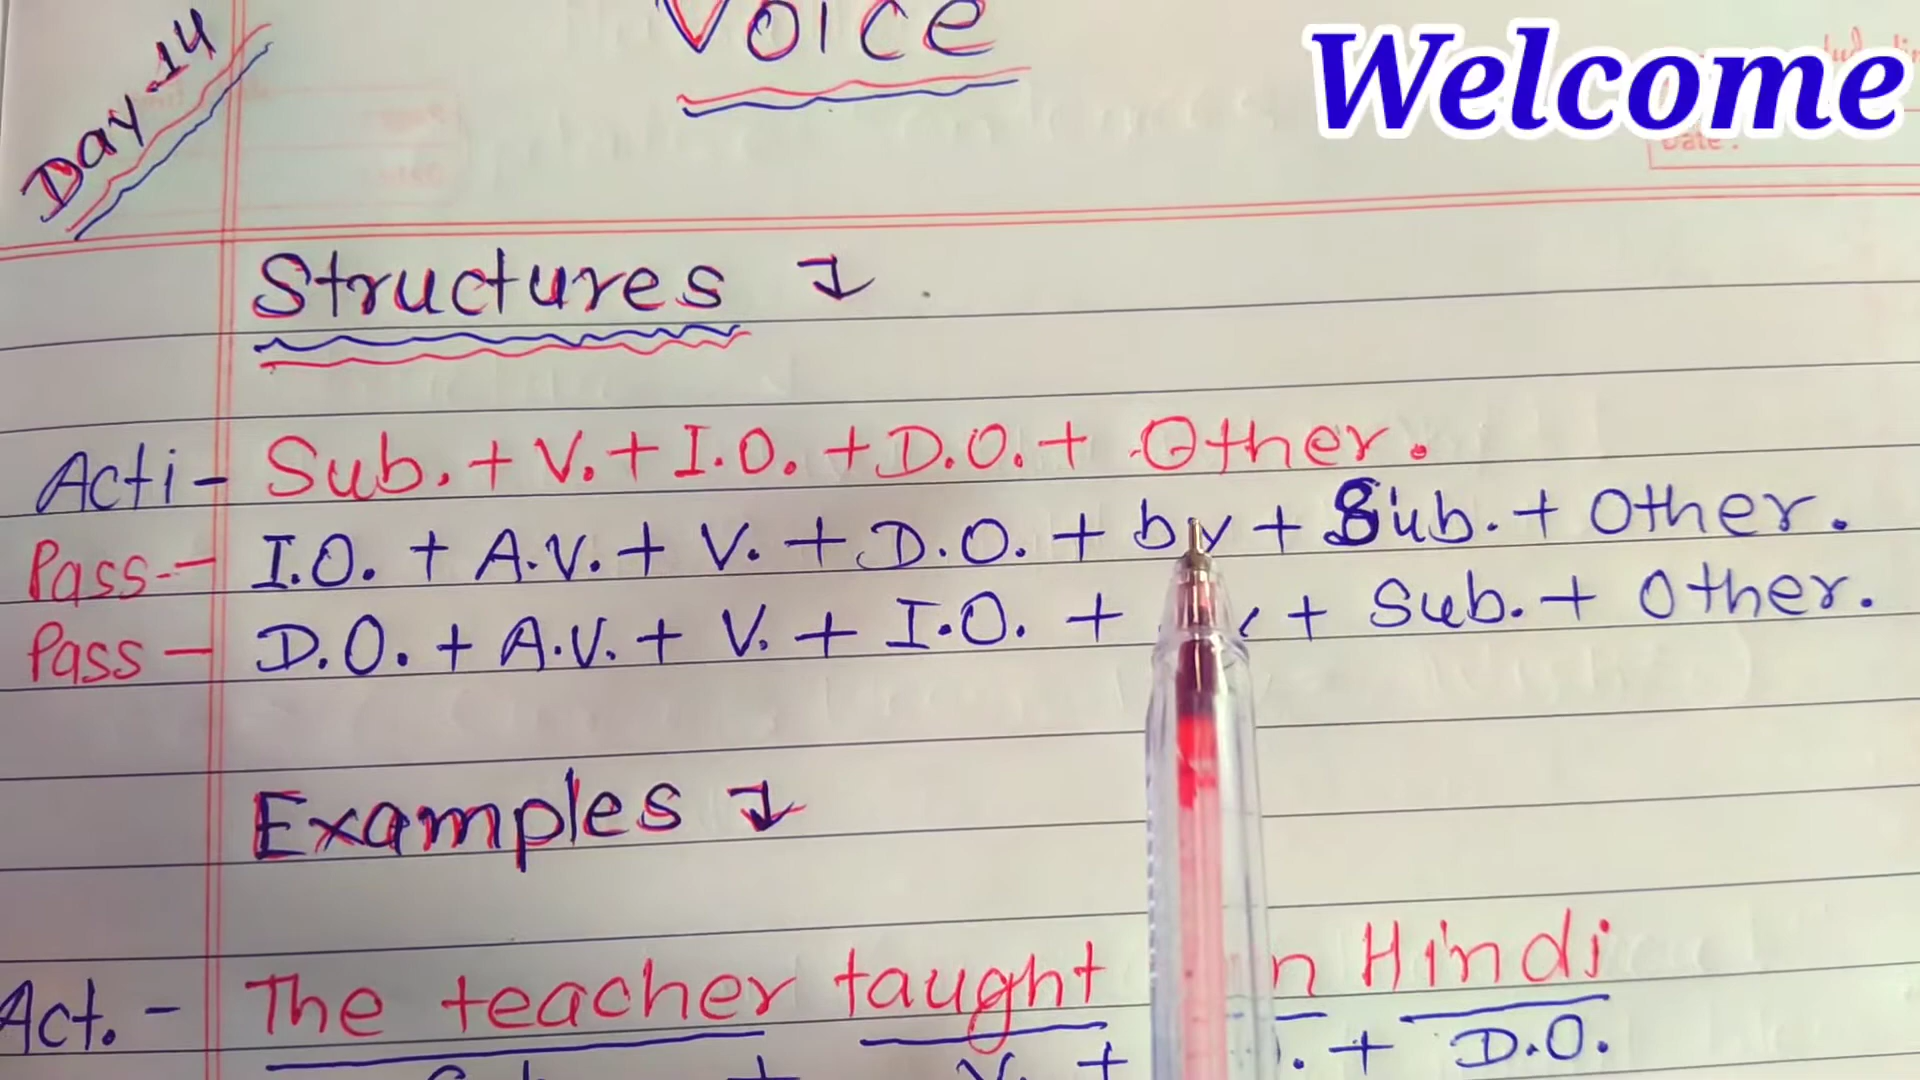 Day-14
Voice
Welcome
Date :
Structures
Acti- Sub. + V. + I.O. + D.O. + Other.
Pass.- I.O. + A.V. + V. + D.O. + by + Sub. + Other.
Pass - D.O. + A.V. + V. + I.O. + + Sub. + Other.
Examples
Act. - The teacher taught Hindi
V. + + D.O.